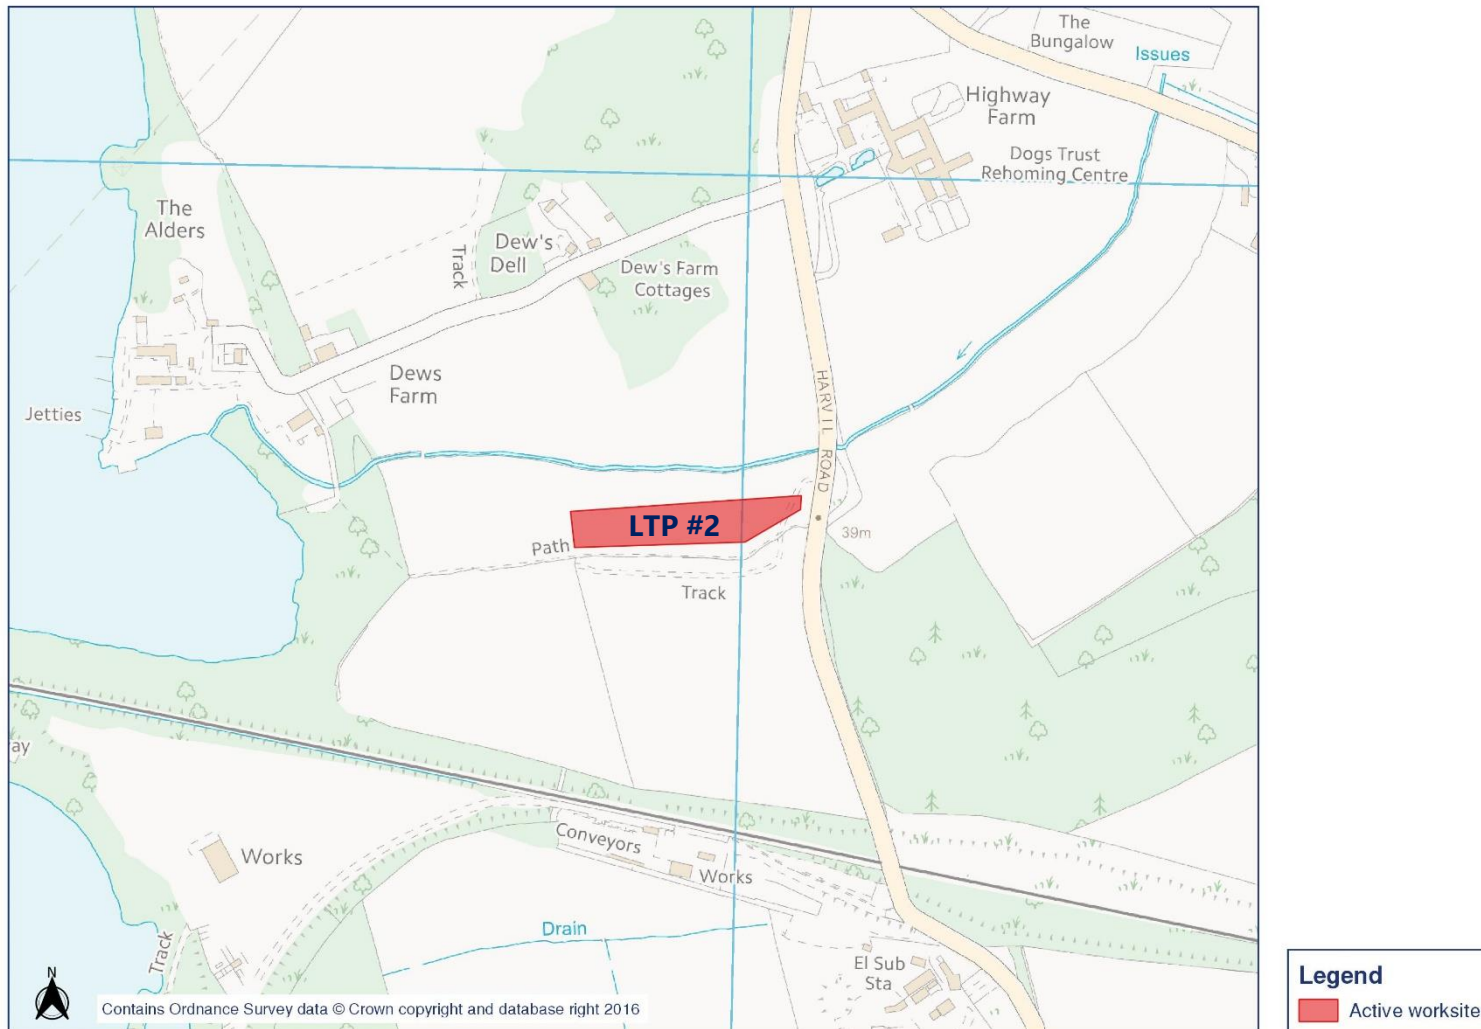 The
Bungalow
Issues
Highway
Farm
Dogs Trust
Rehoming Centre
The
Alders
Track
Dew's
Dell
Dew's Farm
Cottages
Dews
Farm
Jetties
HARVIL ROAD
LTP #2
39m
Path
Track
ay
Conveyors
Works
Works
Drain
Track
El Sub
Sta
N
Contains Ordnance Survey data © Crown copyright and database right 2016
Legend
Active worksite